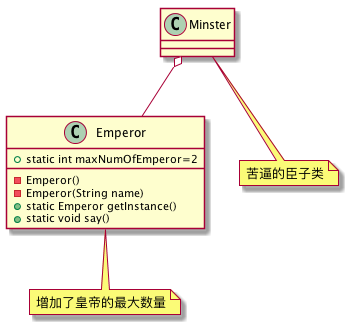 C Minster
C Emperor
static int maxNumOfEmperor=2
Emperor()
Emperor(String name)
static Emperor getInstance()
static void say()
苦逼的臣子类
增加了皇帝的最大数量